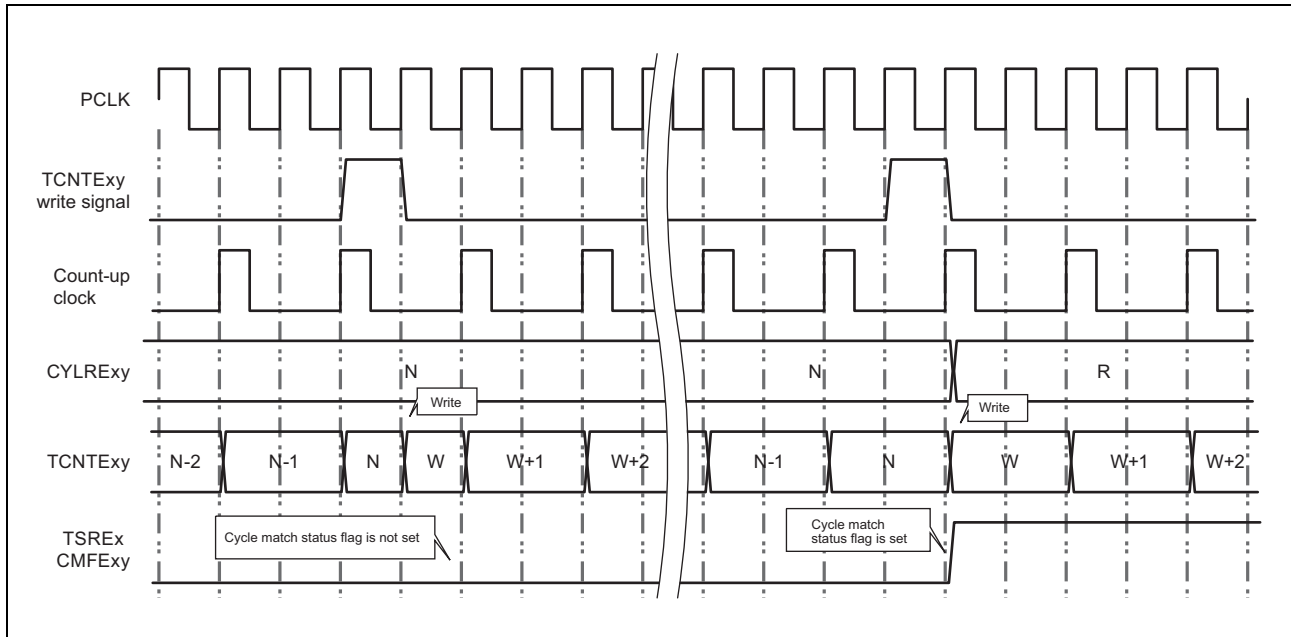 PCLK
TCNTExy
write signal
Count-up
clock
CYLRExy
N
N
R
Write
Write
TCNTExy
N-2
N-1
N
W
W+1
W+2
N-1
N
W
W+1
W+2
TSREx
CMFExy
Cycle match status flag is not set
Cycle match
status flag is set